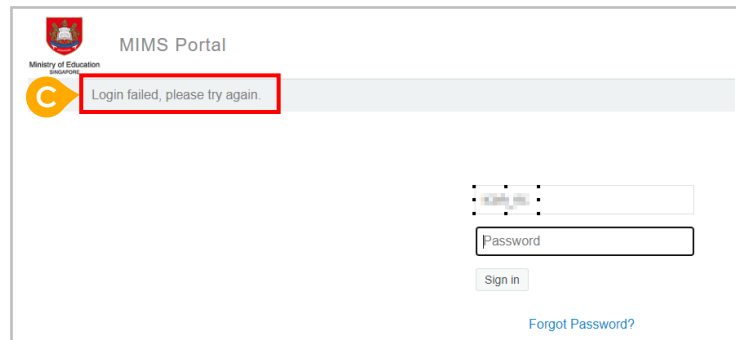 MIMS Portal
Ministry of Education
SINGAPORE
C
Login failed, please try again.
Password
Sign in
Forgot Password?